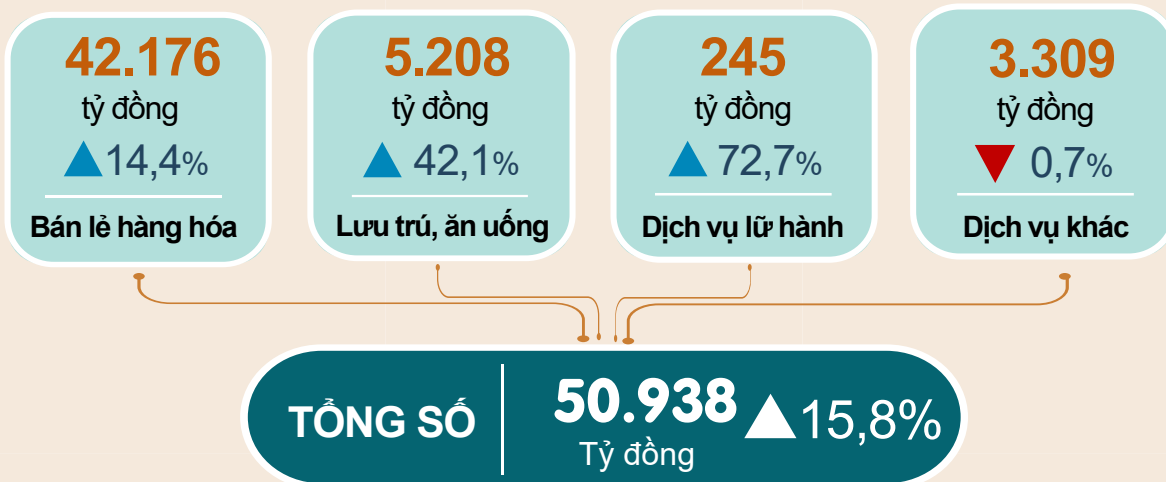 42.176
tỷ đồng
▲14,4%
Bán lẻ hàng hóa
5.208
tỷ đồng
▲ 42,1%
Lưu trú, ăn uống
245
tỷ đồng
▲ 72,7%
Dịch vụ lữ hành
3.309
tỷ đồng
▼ 0,7%
Dịch vụ khác
TỔNG SỐ
50.938 ▲15,8%
Tỷ đồng